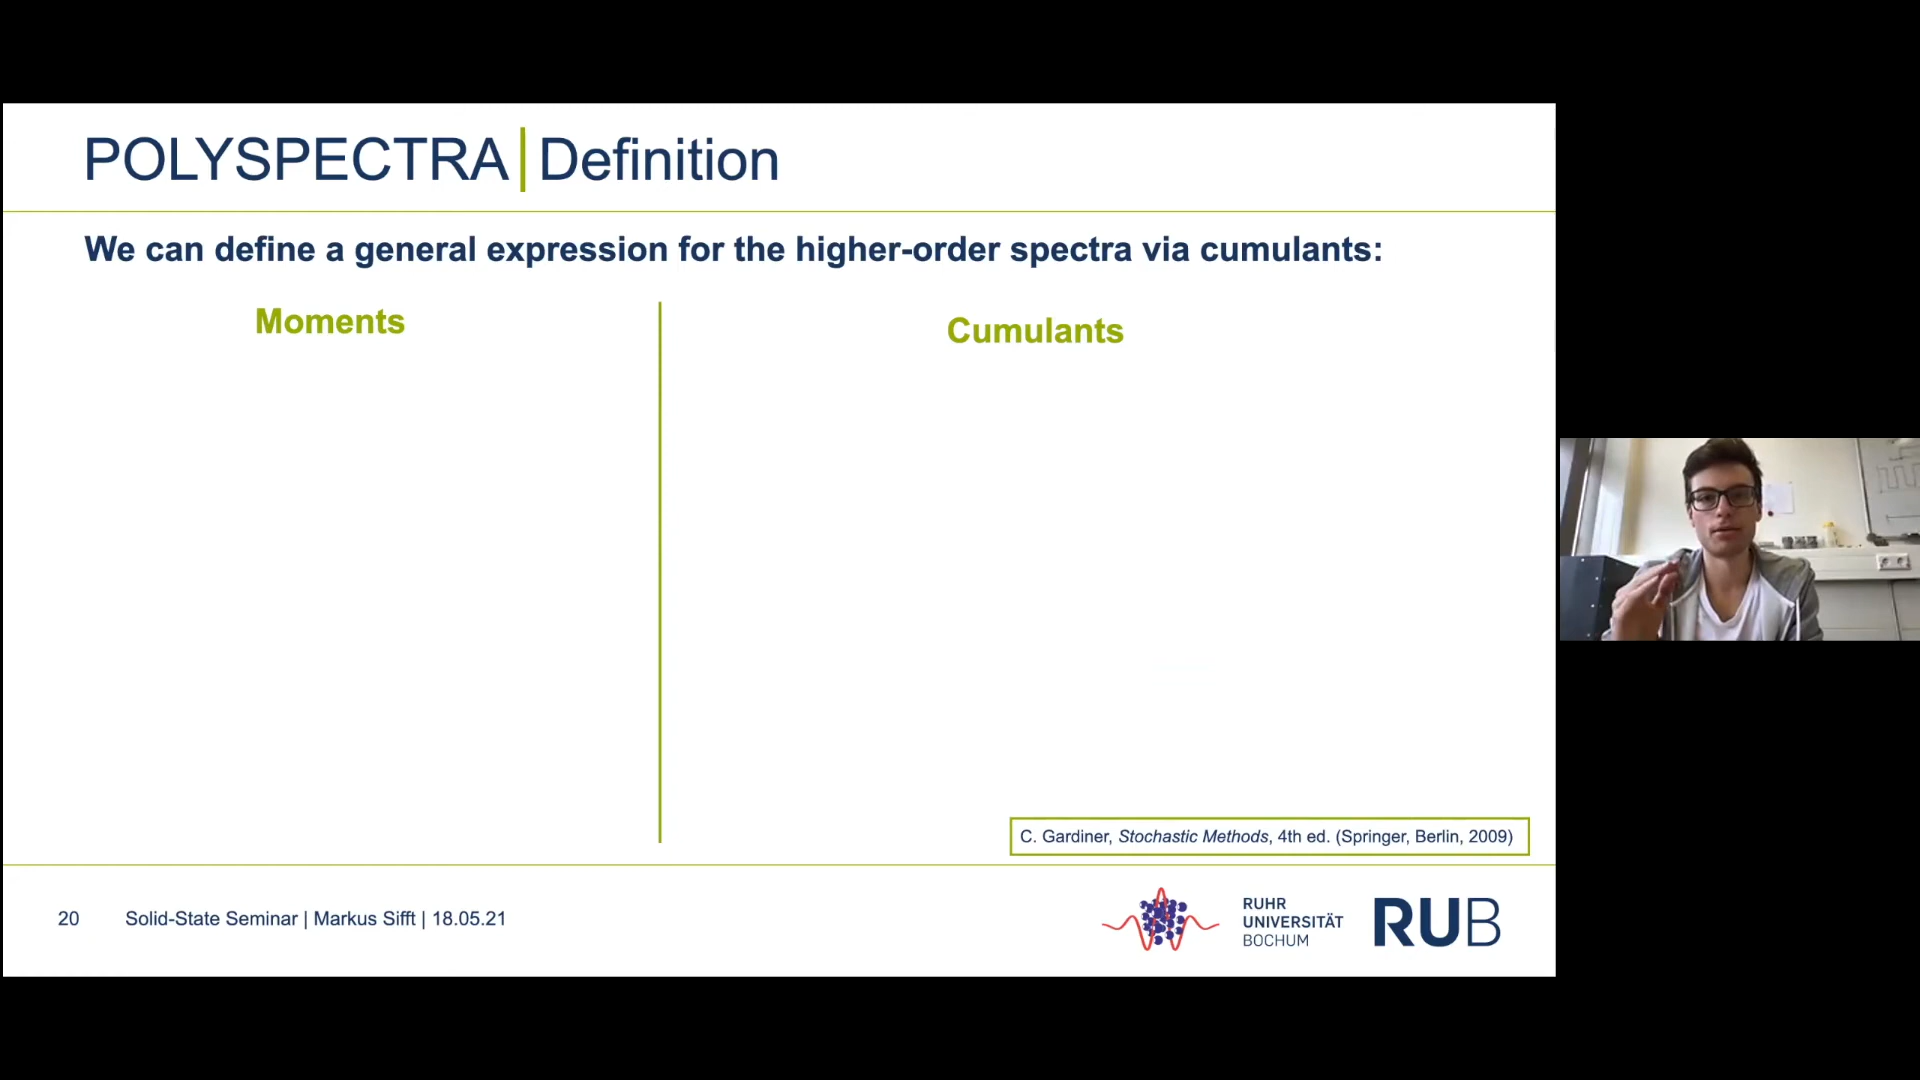 POLYSPECTRA Definition
We can define a general expression for the higher-order spectra via cumulants:
Moments
Cumulants
C. Gardiner, Stochastic Methods, 4th ed. (Springer, Berlin, 2009)
20 Solid-State Seminar | Markus Sifft | 18.05.21
RUHR
UNIVERSITÄT
BOCHUM
RUB